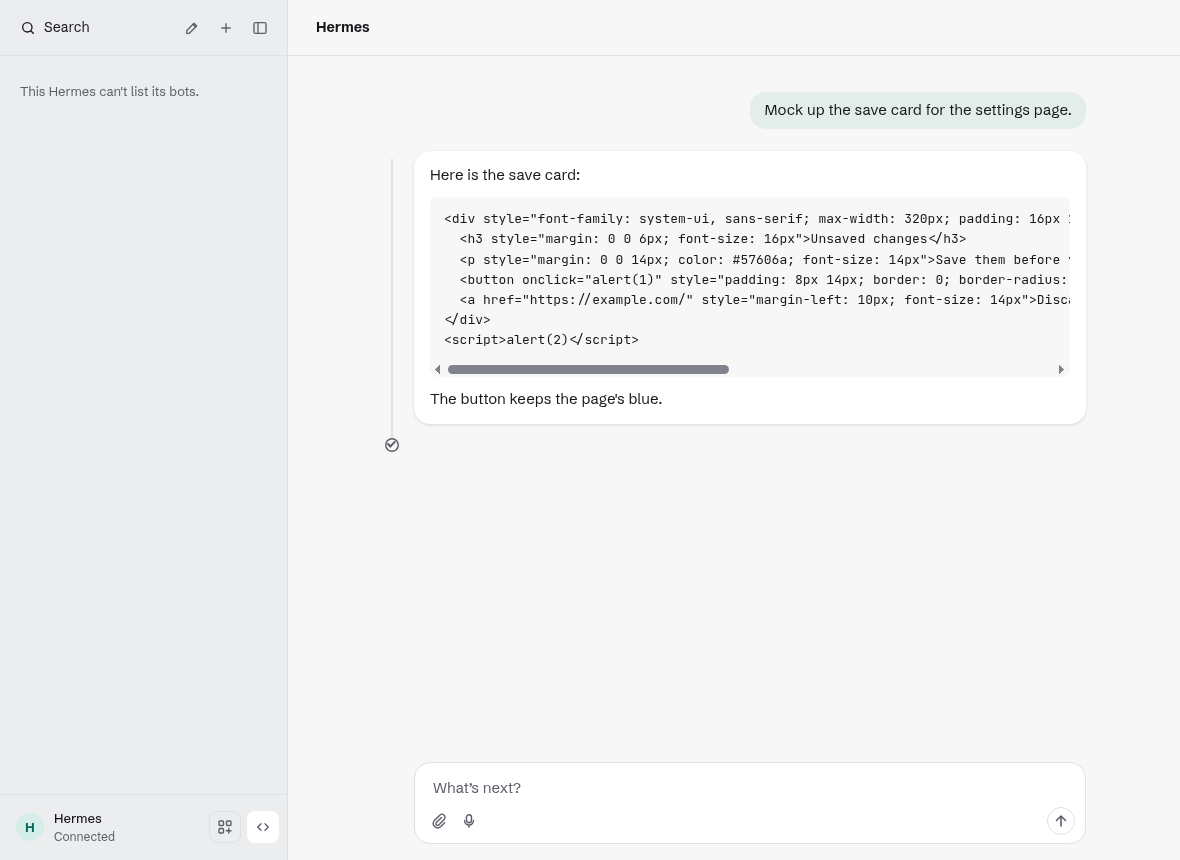 Search
Hermes
This Hermes can't list its bots.
Mock up the save card for the settings page.
Here is the save card:
<div style="font-family: system-ui, sans-serif; max-width: 320px; padding: 16px
<h3 style="margin: 0 0 6px; font-size: 16px">Unsaved changes</h3>
<p style="margin: 0 0 14px; color: #57606a; font-size: 14px">Save them before
<button onclick="alert(1)" style="padding: 8px 14px; border: 0; border-radius:
<a href="https://example.com/" style="margin-left: 10px; font-size: 14px">Disca
</div>
<script>alert(2)</script>
The button keeps the page's blue.
What's next?
H
Hermes
Connected